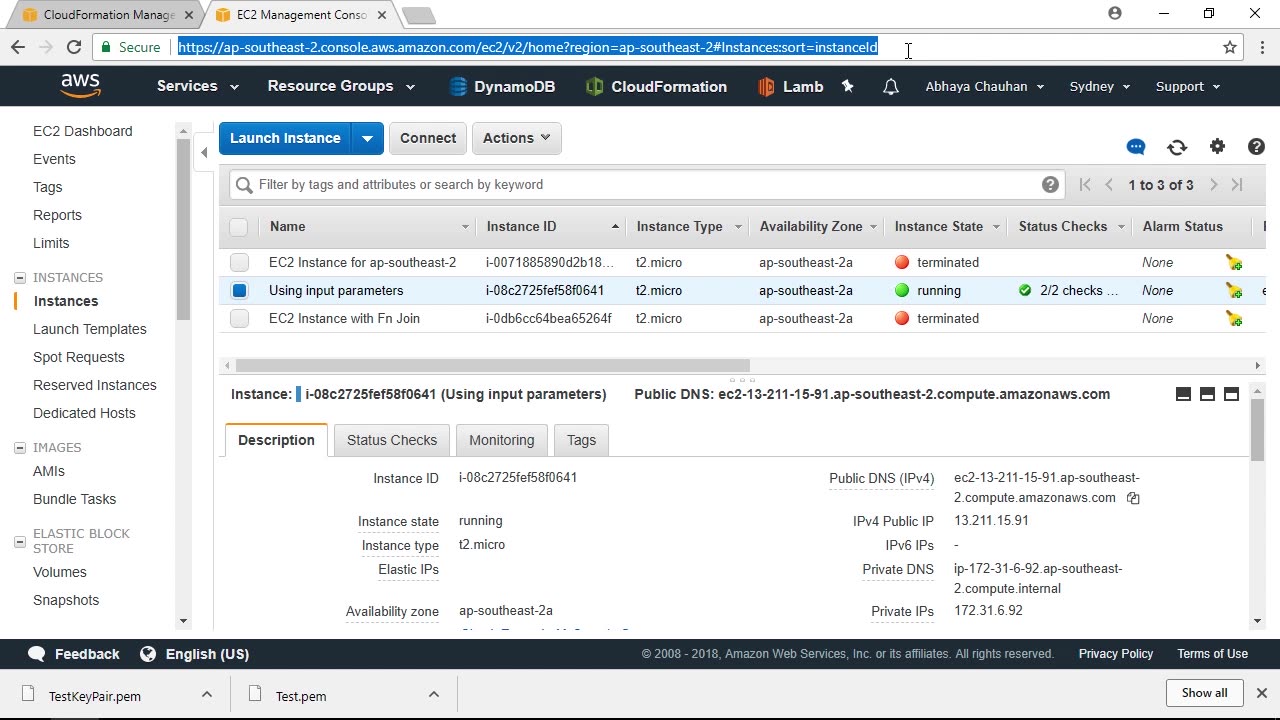 CloudFormation Manage
EC2 Management Conso
Secure
https://ap-southeast-2.console.aws.amazon.com/ec2/v2/home?region=ap-southeast-2#Instances:sort=instanceId
aws
Services
Resource Groups
DynamoDB
CloudFormation
Lamb
Abhaya Chauhan
Sydney
Support
EC2 Dashboard
Events
Tags
Reports
Limits
INSTANCES
Instances
Launch Templates
Spot Requests
Reserved Instances
Dedicated Hosts
IMAGES
AMIs
Bundle Tasks
ELASTIC BLOCK
STORE
Volumes
Snapshots
Launch Instance
Connect
Actions
Filter by tags and attributes or search by keyword
1 to 3 of 3
Name Instance ID Instance Type Availability Zone Instance State Status Checks Alarm Status
EC2 Instance for ap-southeast-2 i-0071885890d2b18... t2.micro ap-southeast-2a terminated None
Using input parameters i-08c2725fef58f0641 t2.micro ap-southeast-2a running 2/2 checks ... None
EC2 Instance with Fn Join i-0db6cc64bea65264f t2.micro ap-southeast-2a terminated None
Instance: i-08c2725fef58f0641 (Using input parameters) Public DNS: ec2-13-211-15-91.ap-southeast-2.compute.amazonaws.com
Description
Status Checks
Monitoring
Tags
Instance ID i-08c2725fef58f0641
Instance state running
Instance type t2.micro
Elastic IPs
Availability zone ap-southeast-2a
Public DNS (IPv4) ec2-13-211-15-91.ap-southeast-
2.compute.amazonaws.com
IPv4 Public IP 13.211.15.91
IPv6 IPs -
Private DNS ip-172-31-6-92.ap-southeast-
2.compute.internal
Private IPs 172.31.6.92
Feedback
English (US)
© 2008 - 2018, Amazon Web Services, Inc. or its affiliates. All rights reserved.
Privacy Policy
Terms of Use
TestKeyPair.pem
Test.pem
Show all